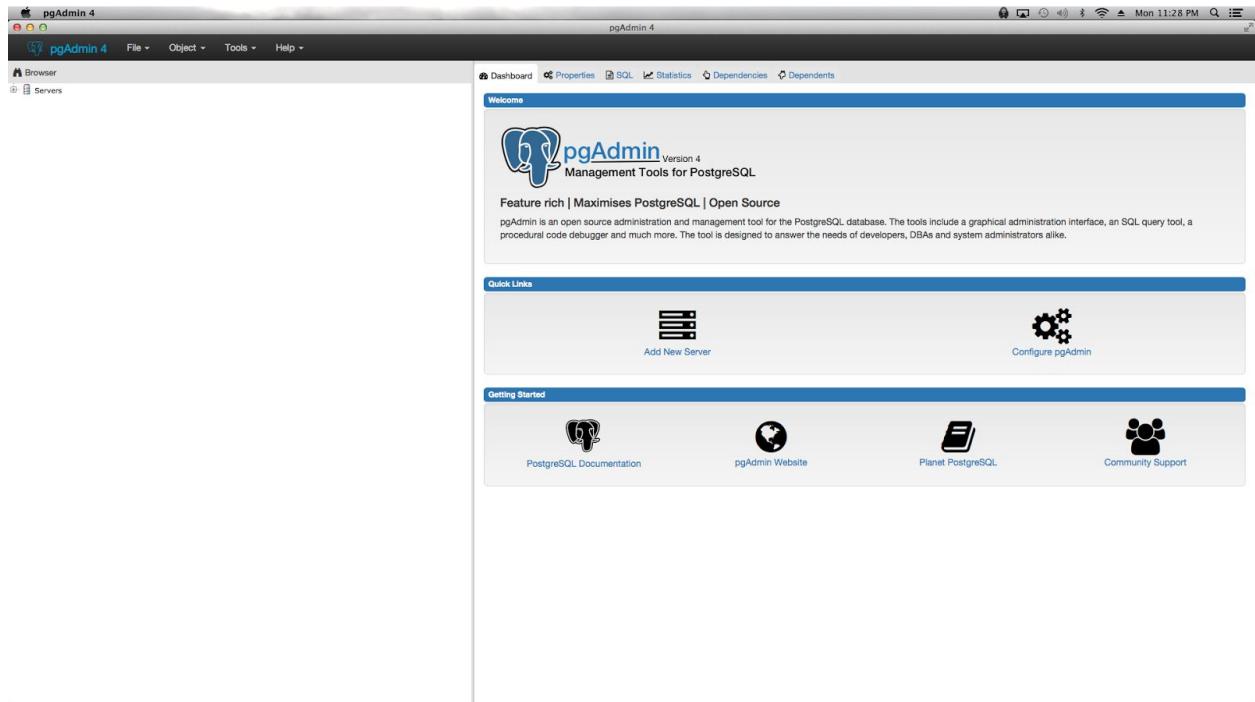 pgAdmin 4
Mon 11:28 PM
pgAdmin 4
pgAdmin 4 File Object Tools Help
Browser
Servers
Dashboard Properties SQL Statistics Dependencies Dependents
Welcome
pgAdmin Version 4
Management Tools for PostgreSQL
Feature rich | Maximises PostgreSQL | Open Source
pgAdmin is an open source administration and management tool for the PostgreSQL database. The tools include a graphical administration interface, an SQL query tool, a
procedural code debugger and much more. The tool is designed to answer the needs of developers, DBAs and system administrators alike.
Quick Links
Add New Server Configure pgAdmin
Getting Started
PostgreSQL Documentation pgAdmin Website Planet PostgreSQL Community Support